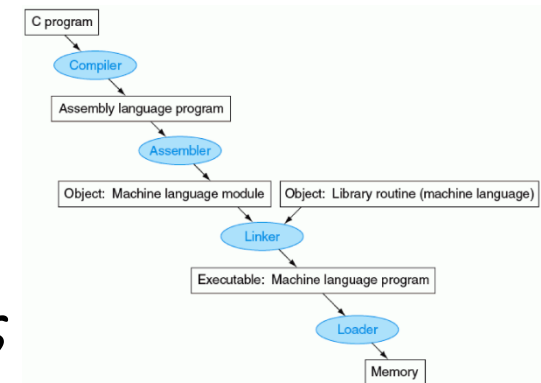 C program
Compiler
Assembly language program
Assembler
Object: Machine language module
Object: Library routine (machine language)
Linker
Executable: Machine language program
Loader
s
Memory